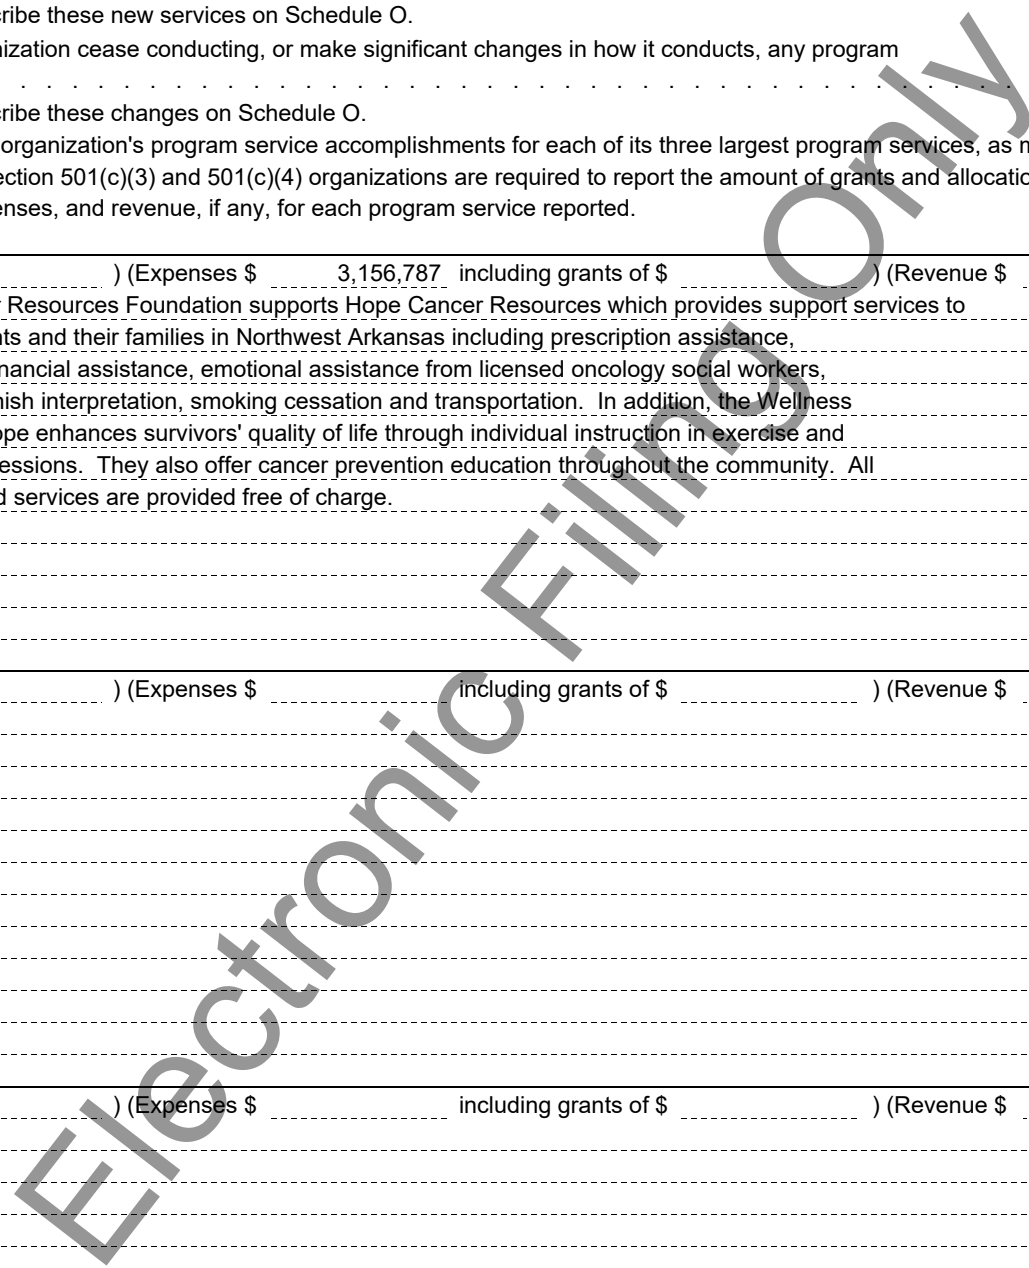 cribe these new services on Schedule O.
nization cease conducting, or make significant changes in how it conducts, any program
. . . . . . . . . . . . . . . . . . . . . . . . . . . . . . . . . . . . . . .
cribe these changes on Schedule O.
organization's program service accomplishments for each of its three largest program services, as m
ection 501(c)(3) and 501(c)(4) organizations are required to report the amount of grants and allocatio
enses, and revenue, if any, for each program service reported.
) (Expenses $ 3,156,787 including grants of $ ) (Revenue $
r Resources Foundation supports Hope Cancer Resources which provides support services to
nts and their families in Northwest Arkansas including prescription assistance,
nancial assistance, emotional assistance from licensed oncology social workers,
nish interpretation, smoking cessation and transportation.  In addition, the Wellness
ope enhances survivors' quality of life through individual instruction in exercise and
essions.  They also offer cancer prevention education throughout the community.  All
d services are provided free of charge.
) (Expenses $ including grants of $ ) (Revenue $
) (Expenses $ including grants of $ ) (Revenue $
Electronic Filing Only